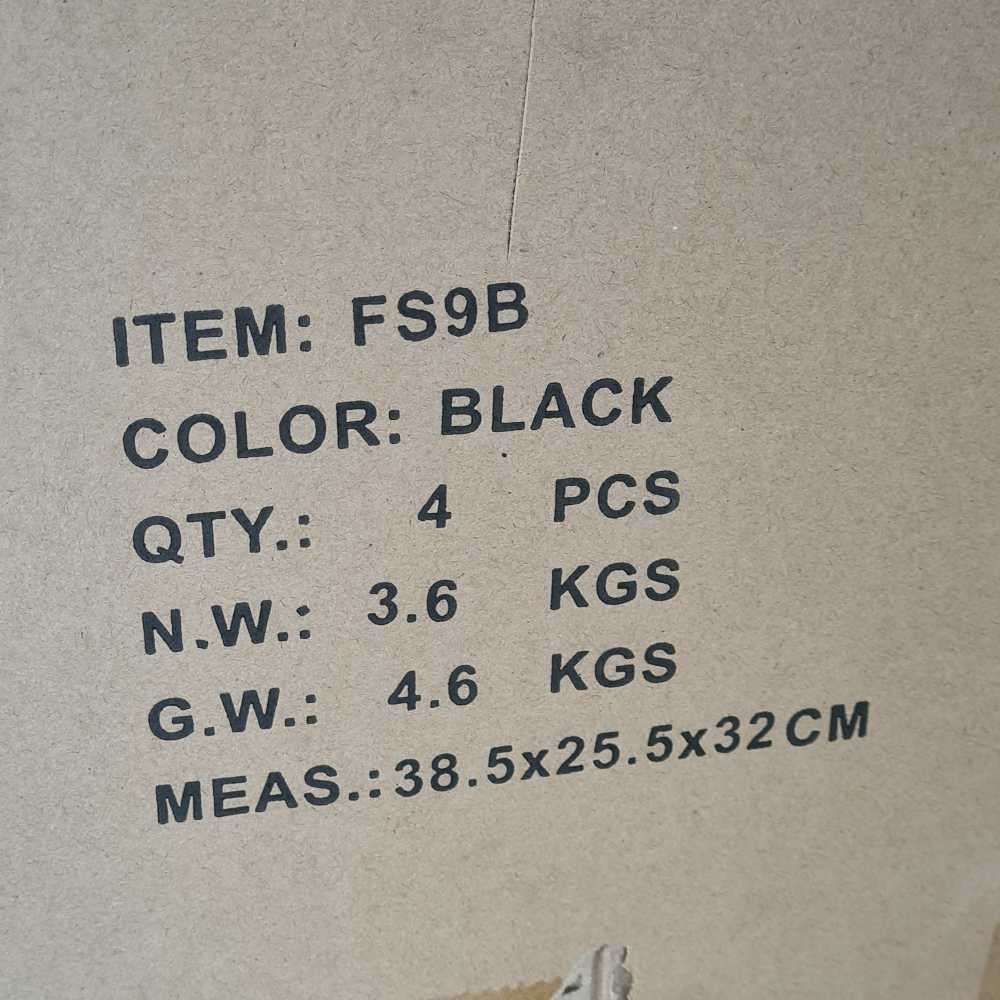 ITEM: FS9B
COLOR: BLACK
QTY.: 4 PCS
N.W.: 3.6 KGS
G.W.: 4.6 KGS
MEAS.:38.5x25.5x32CM